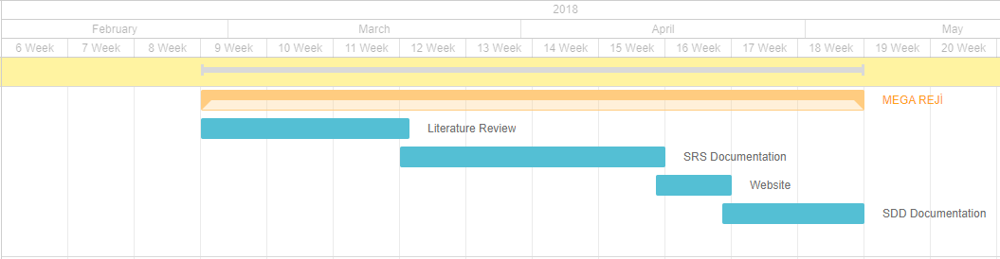 2018
February March April May
6 Week 7 Week 8 Week 9 Week 10 Week 11 Week 12 Week 13 Week 14 Week 15 Week 16 Week 17 Week 18 Week 19 Week 20 Week
MEGA REJİ
Literature Review
SRS Documentation
Website
SDD Documentation